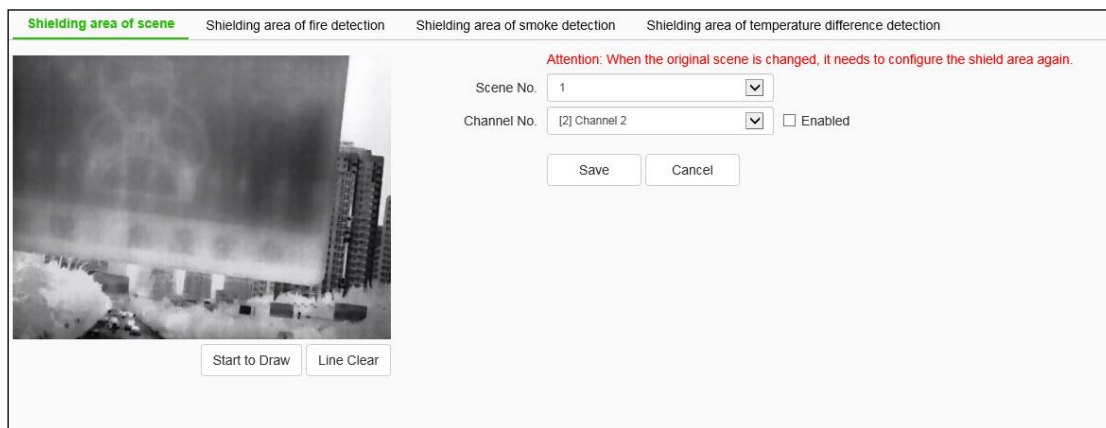 Shielding area of scene
Shielding area of fire detection
Shielding area of smoke detection
Shielding area of temperature difference detection
Attention: When the original scene is changed, it needs to configure the shield area again.
Scene No.
1
Channel No.
[2] Channel 2
Enabled
Save
Cancel
Start to Draw
Line Clear